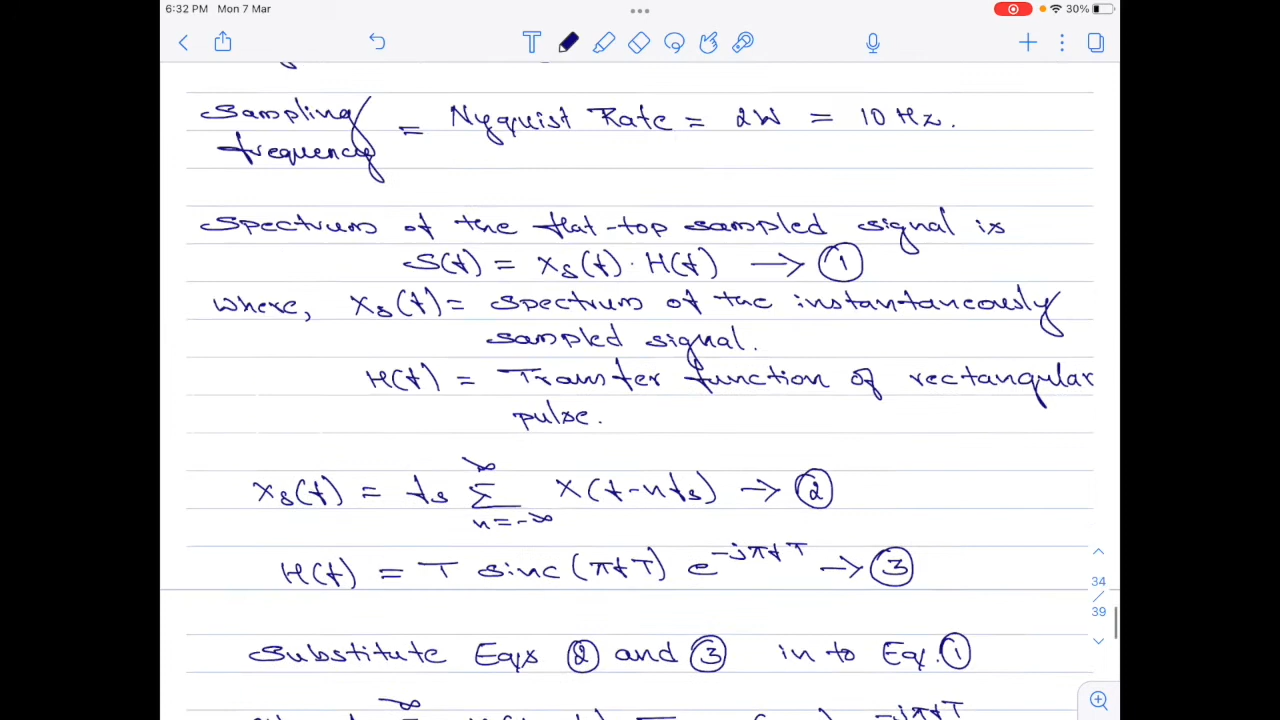 6:32 PM Mon 7 Mar
30%
Sampling frequency = Nyquist Rate = 2W = 10 Hz.
Spectrum of the flat-top sampled signal is
S(f) = Xδ(f) · H(f) → ①
where, Xδ(f) = spectrum of the instantaneously
sampled signal.
H(f) = Transfer function of rectangular
pulse.
Xδ(f) = fs ∑_{n=-∞}^{∞} X(f-nfs) → ②
H(f) = T sinc(πfT) e^{-jπfT} → ③
34
/
39
Substitute Eqs ② and ③ in to Eq. ①